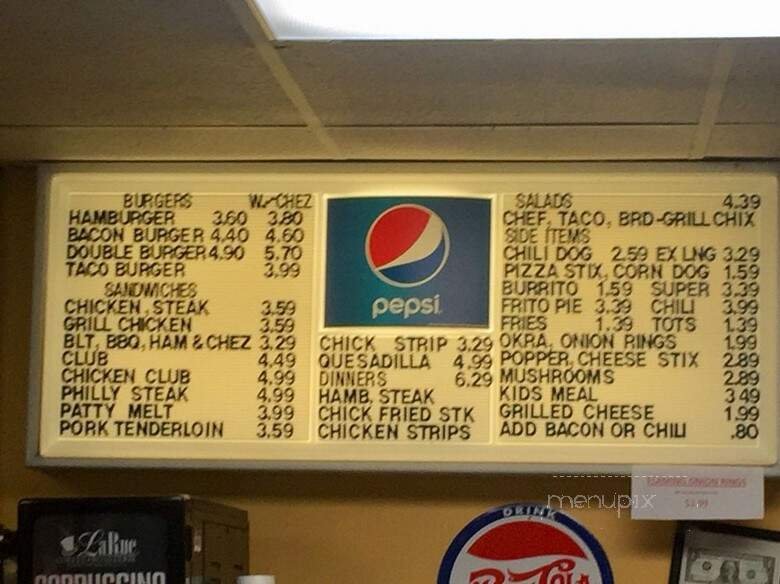 BURGERS W/CHEZ
HAMBURGER 3.60 3.80
BACON BURGER 4.40 4.60
DOUBLE BURGER 4.90 5.70
TACO BURGER 3.99
SANDWICHES
CHICKEN, STEAK 3.59
GRILL CHICKEN 3.59
BLT, BBQ, HAM & CHEZ 3.29
CLUB 4.49
CHICKEN CLUB 4.99
PHILLY STEAK 4.99
PATTY MELT 3.99
PORK TENDERLOIN 3.59
pepsi
CHICK STRIP 3.29
QUESADILLA 4.99
DINNERS 6.29
HAMB. STEAK
CHICK FRIED STK
CHICKEN STRIPS
SALADS 4.39
CHEF, TACO, BRD-GRILL CHIX
SIDE ITEMS
CHILI DOG 2.59 EX LNG 3.29
PIZZA STIX, CORN DOG 1.59
BURRITO 1.59 SUPER 3.39
FRITO PIE 3.39 CHILI 3.99
FRIES 1.39 TOTS 1.39
OKRA, ONION RINGS 1.99
POPPER, CHEESE STIX 2.89
MUSHROOMS 2.89
KIDS MEAL 3 49
GRILLED CHEESE 1.99
ADD BACON OR CHILI .80
ONION RINGS
menupix
DRINK
LaRue
CAPPUCCINO